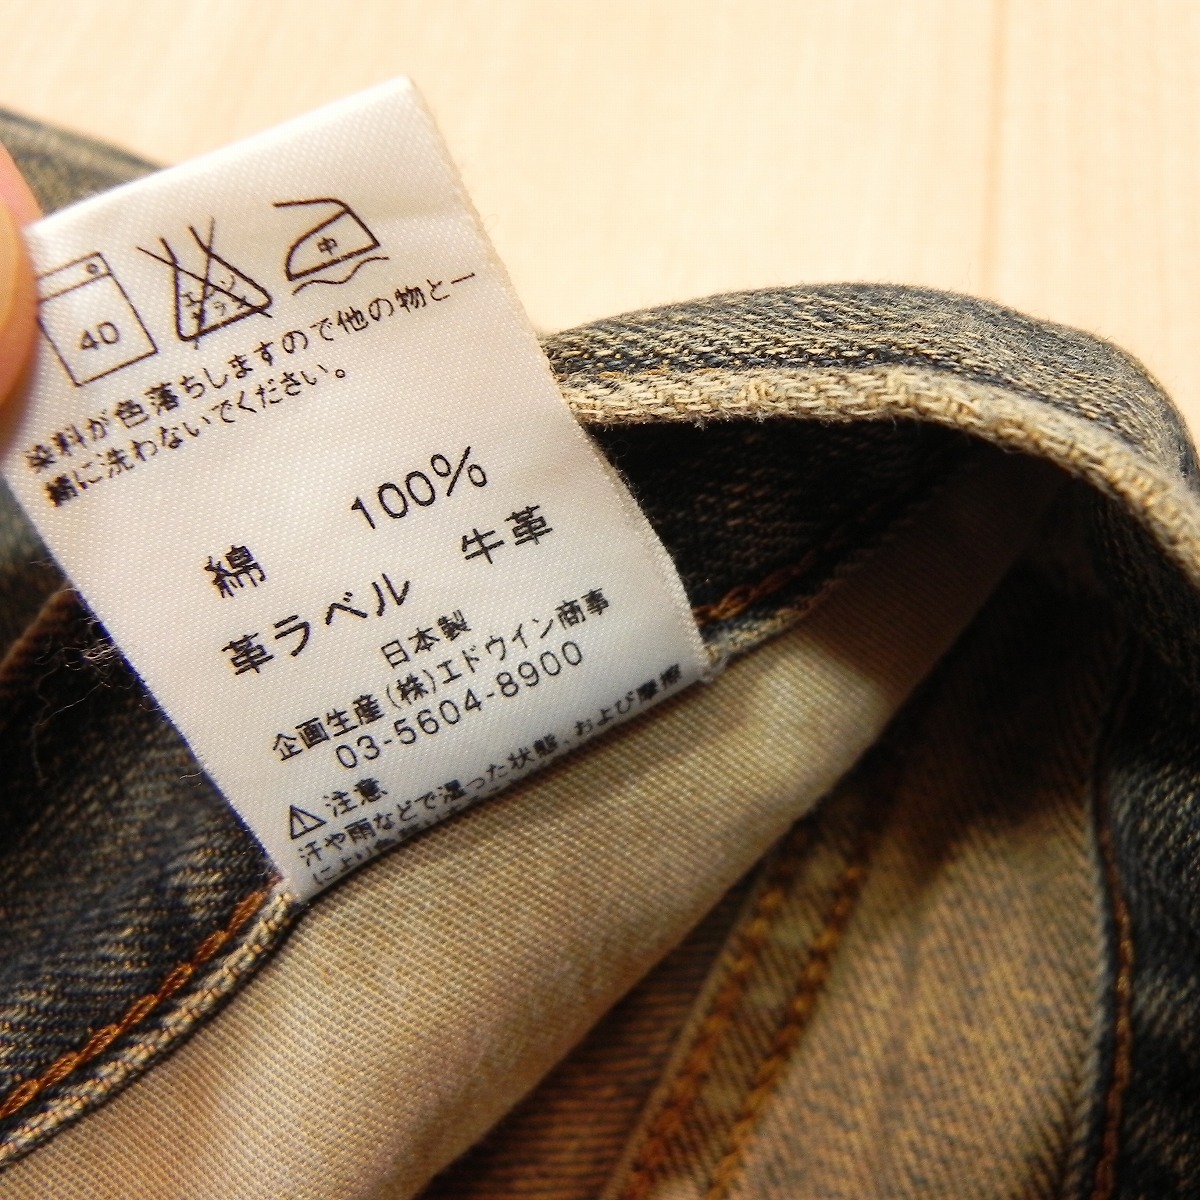 40 エンソ サラシ 中
染料が色落ちしますので他の物と一
緒に洗わないでください。
綿 100%
革ラベル 牛革
日本製
企画生産(株)エドウイン商事
03-5604-8900
⚠注意
汗や雨などで湿った状態、および摩擦
により